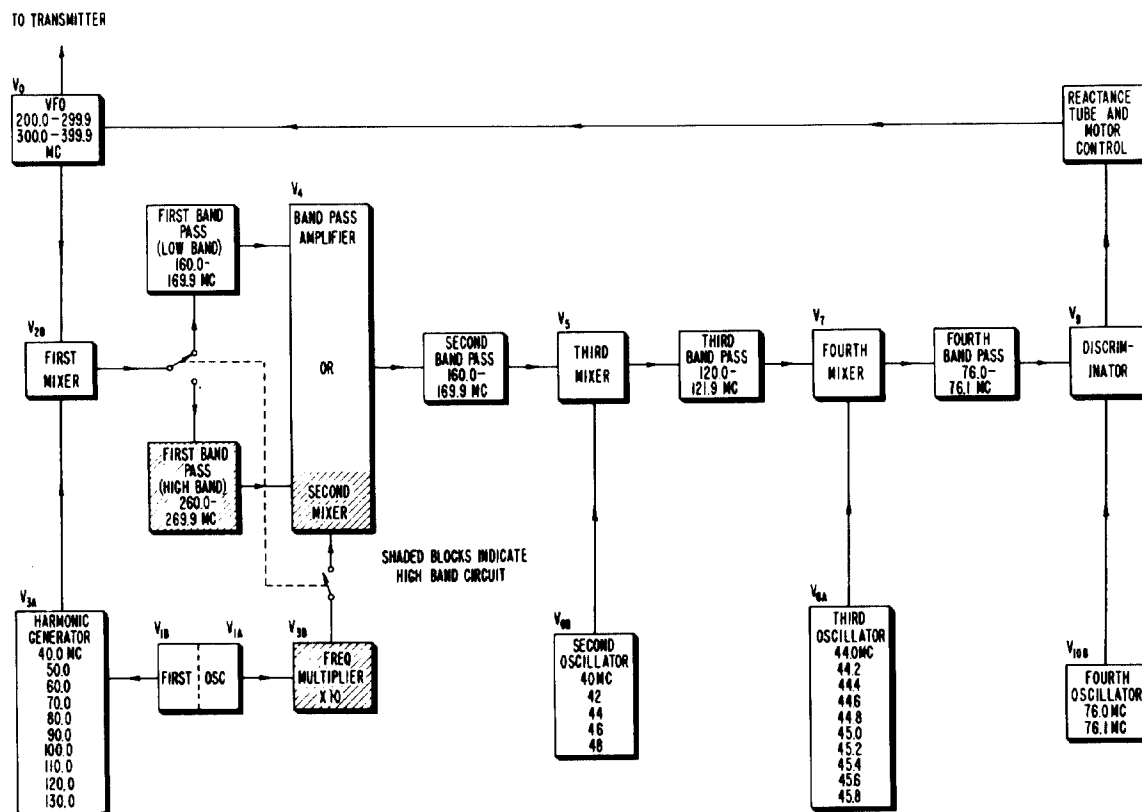 TO TRANSMITTER
V0
VFO
200.0-299.9
300.0-399.9
MC
REACTANCE
TUBE AND
MOTOR
CONTROL
V4
BAND PASS
AMPLIFIER
OR
SECOND
MIXER
FIRST BAND
PASS
(LOW BAND)
160.0-
169.9 MC
V2B
FIRST
MIXER
FIRST BAND
PASS
(HIGH BAND)
260.0-
269.9 MC
SECOND
BAND PASS
160.0-
169.9 MC
V5
THIRD
MIXER
THIRD
BAND PASS
120.0-
121.9 MC
V7
FOURTH
MIXER
FOURTH
BAND PASS
76.0-
76.1 MC
V8
DISCRIM-
INATOR
SHADED BLOCKS INDICATE
HIGH BAND CIRCUIT
V3A
HARMONIC
GENERATOR
40.0 MC
50.0
60.0
70.0
80.0
90.0
100.0
110.0
120.0
130.0
V1B
V1A
FIRST OSC
V3B
FREQ
MULTIPLIER
X10
V6B
SECOND
OSCILLATOR
40MC
42
44
46
48
V6A
THIRD
OSCILLATOR
44.0MC
44.2
44.4
44.6
44.8
45.0
45.2
45.4
45.6
45.8
V10B
FOURTH
OSCILLATOR
76.0 MC
76.1 MC